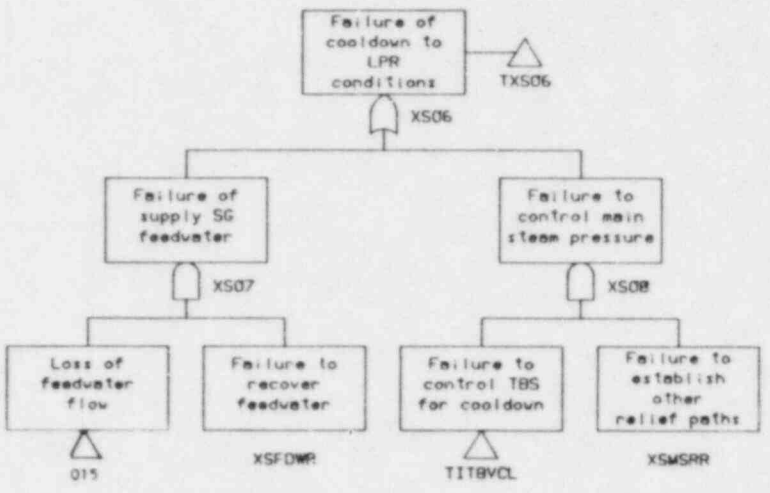 Failure of
cooldown to
LPR
conditions
TXS06
XS06
Failure of
supply SG
feedwater
Failure to
control main
steam pressure
XS07
XS08
Loss of
feedwater
flow
Failure to
recover
feedwater
Failure to
control TBS
for cooldown
Failure to
establish
other
relief paths
Q15
XSFDWR
TITBVCL
XSMSRR